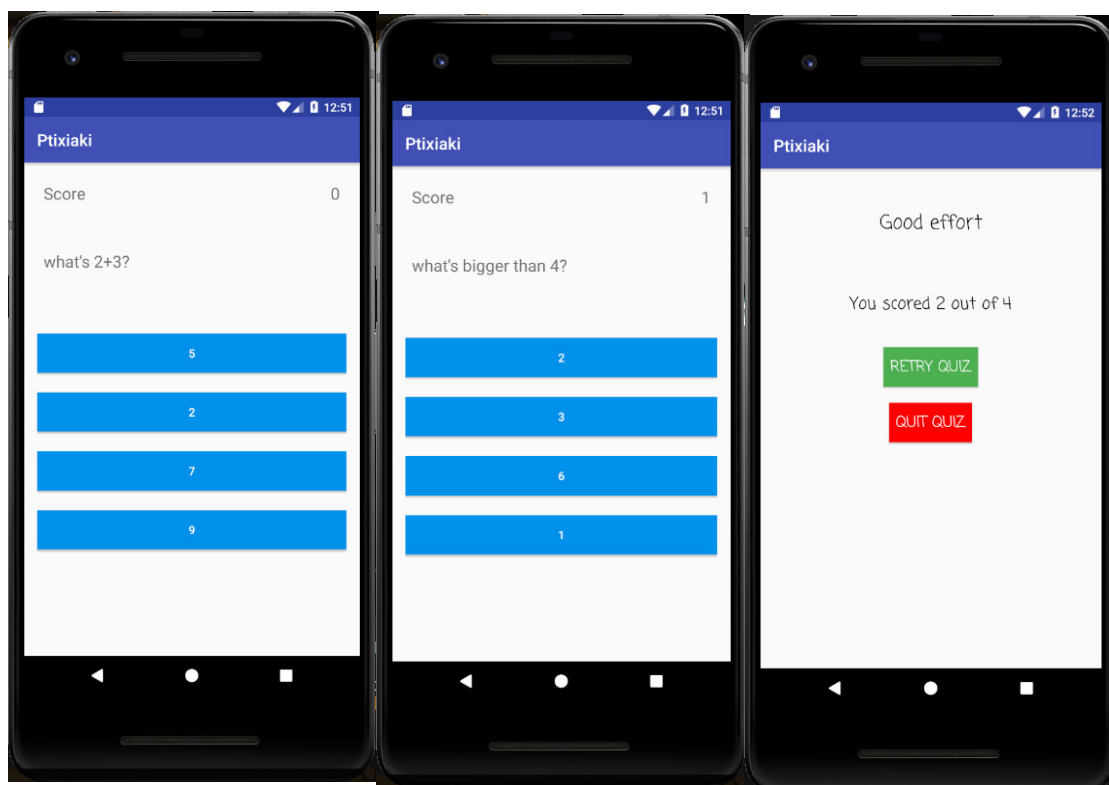 12:51
Ptixiaki
Score 0
what's 2+3?
5
2
7
9
12:51
Ptixiaki
Score 1
what's bigger than 4?
2
3
6
1
12:52
Ptixiaki
Good effort
You scored 2 out of 4
RETRY QUIZ
QUIT QUIZ